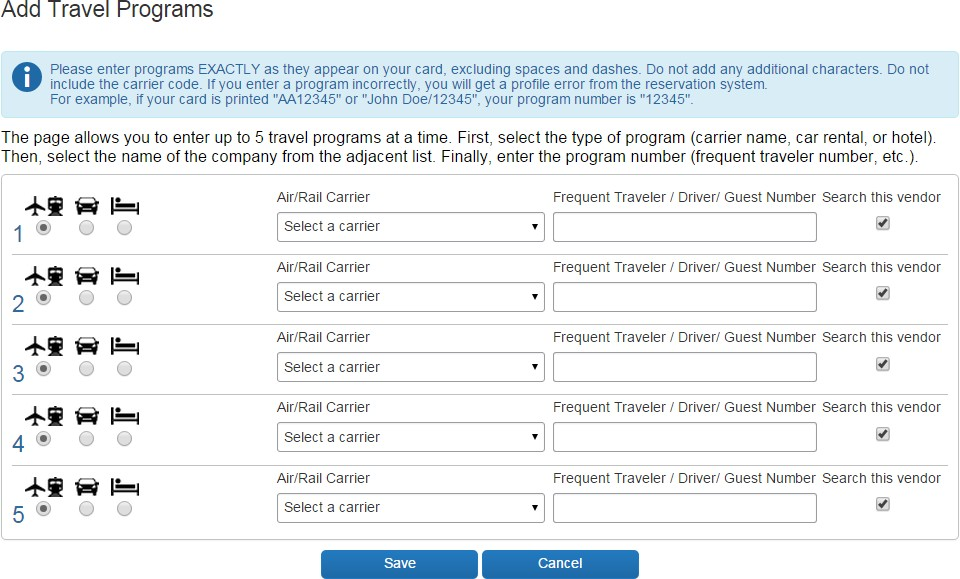 Add Travel Programs
Please enter programs EXACTLY as they appear on your card, excluding spaces and dashes. Do not add any additional characters. Do not
include the carrier code. If you enter a program incorrectly, you will get a profile error from the reservation system.
For example, if your card is printed "AA12345" or "John Doe/12345", your program number is "12345".
The page allows you to enter up to 5 travel programs at a time. First, select the type of program (carrier name, car rental, or hotel).
Then, select the name of the company from the adjacent list. Finally, enter the program number (frequent traveler number, etc.).
Air/Rail Carrier Frequent Traveler / Driver/ Guest Number Search this vendor
1 Select a carrier
Air/Rail Carrier Frequent Traveler / Driver/ Guest Number Search this vendor
2 Select a carrier
Air/Rail Carrier Frequent Traveler / Driver/ Guest Number Search this vendor
3 Select a carrier
Air/Rail Carrier Frequent Traveler / Driver/ Guest Number Search this vendor
4 Select a carrier
Air/Rail Carrier Frequent Traveler / Driver/ Guest Number Search this vendor
5 Select a carrier
Save Cancel